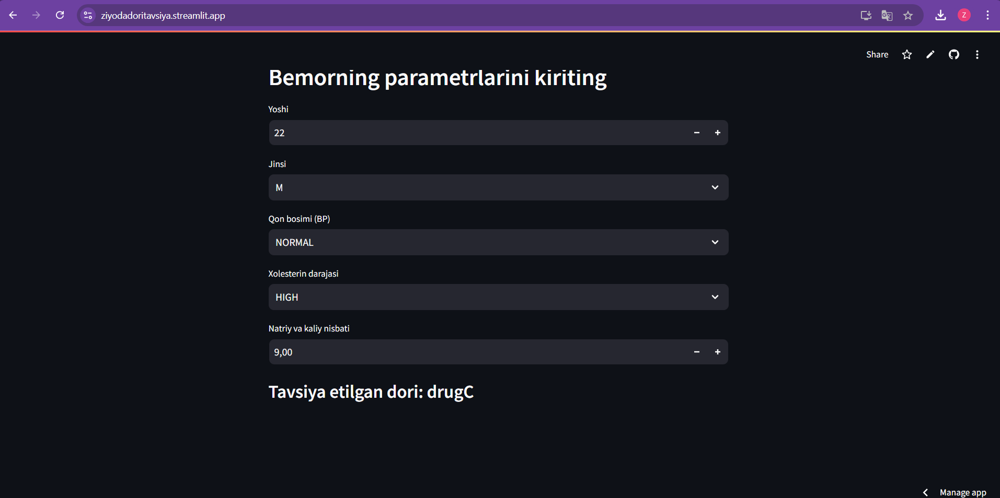 ziyodadoritavsiya.streamlit.app
Z
Share
Bemorning parametrlarini kiriting
Yoshi
22
Jinsi
M
Qon bosimi (BP)
NORMAL
Xolesterin darajasi
HIGH
Natriy va kaliy nisbati
9,00
Tavsiya etilgan dori: drugC
Manage app